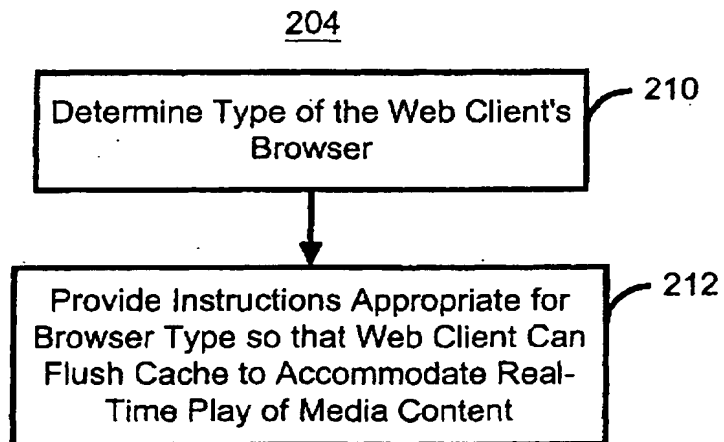 204
Determine Type of the Web Client's
Browser
210
Provide Instructions Appropriate for
Browser Type so that Web Client Can
Flush Cache to Accommodate Real-
Time Play of Media Content
212